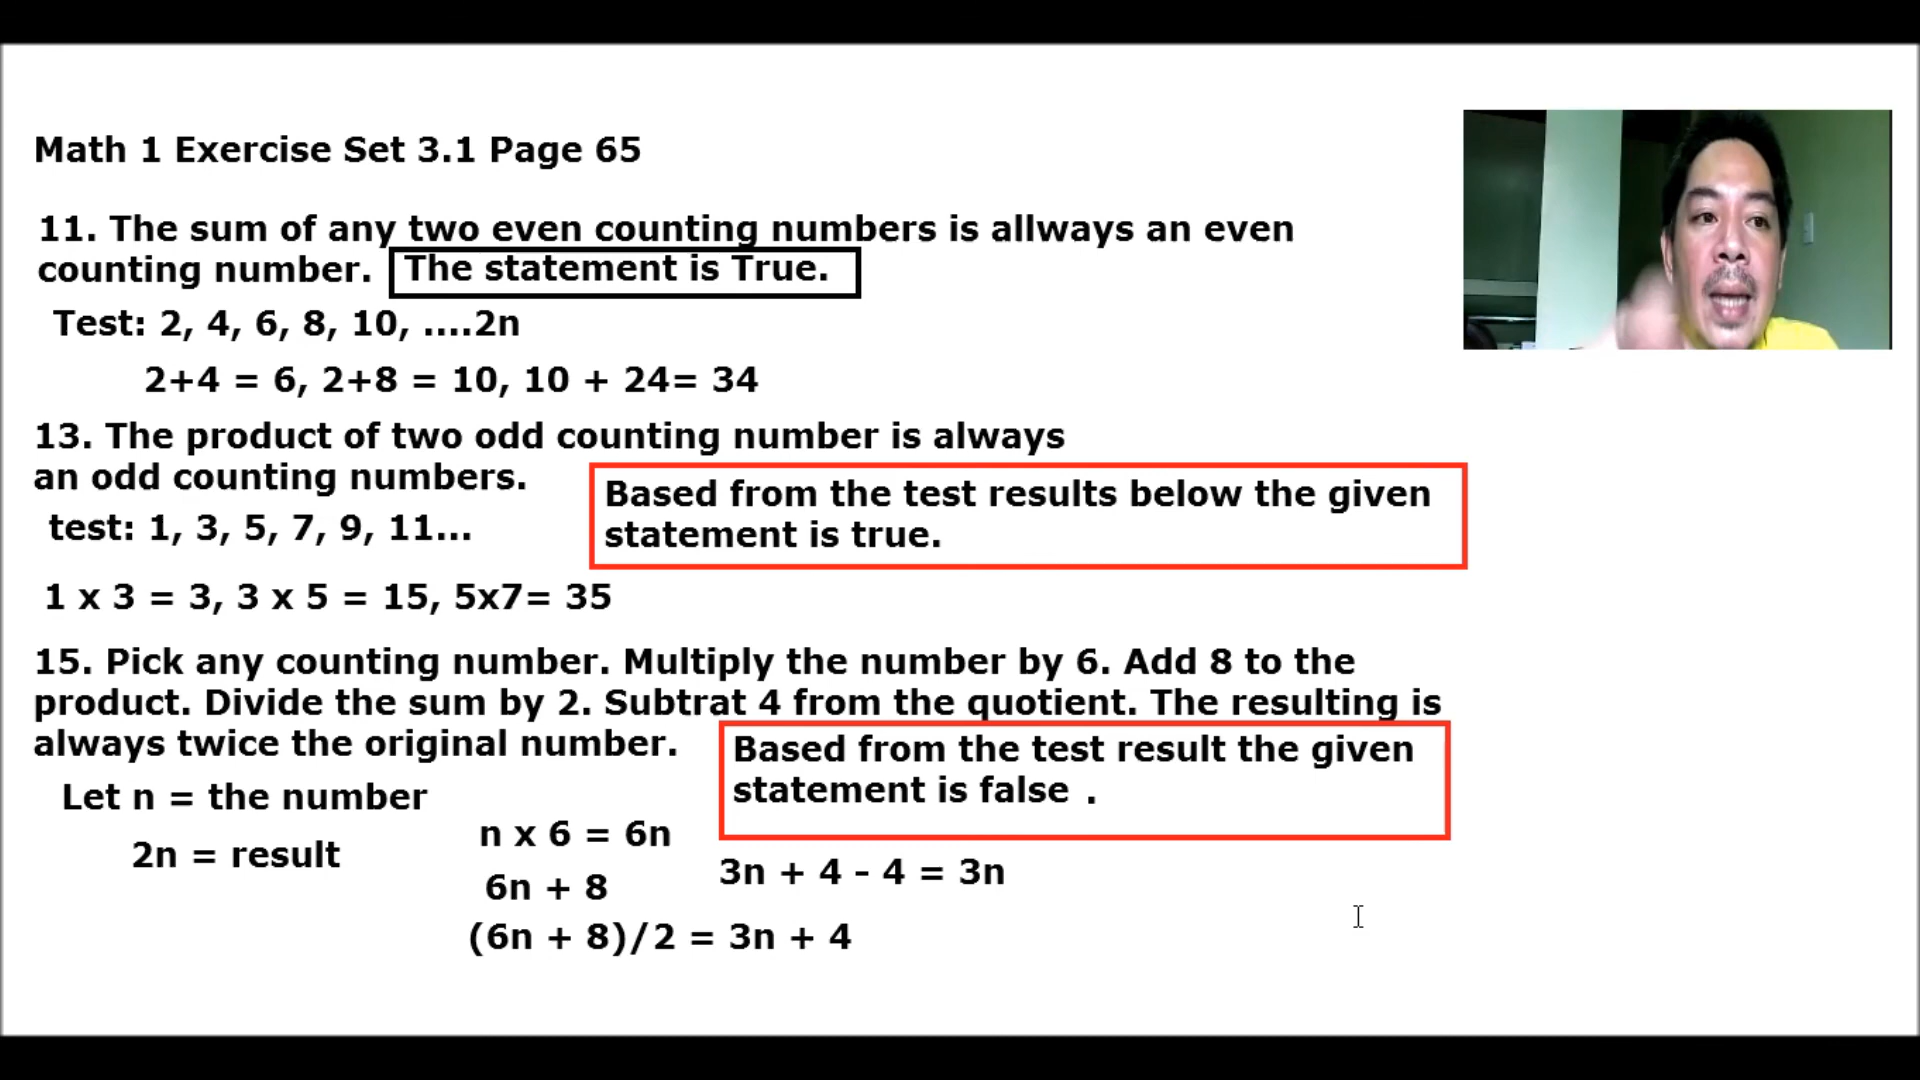 Math 1 Exercise Set 3.1 Page 65
11. The sum of any two even counting numbers is allways an even
counting number. The statement is True.
Test: 2, 4, 6, 8, 10, ....2n
2+4 = 6, 2+8 = 10, 10 + 24= 34
13. The product of two odd counting number is always
an odd counting numbers.
Based from the test results below the given
statement is true.
test: 1, 3, 5, 7, 9, 11...
1 x 3 = 3, 3 x 5 = 15, 5x7= 35
15. Pick any counting number. Multiply the number by 6. Add 8 to the
product. Divide the sum by 2. Subtrat 4 from the quotient. The resulting is
always twice the original number.
Based from the test result the given
statement is false .
Let n = the number
2n = result
n x 6 = 6n
6n + 8
(6n + 8)/2 = 3n + 4
3n + 4 - 4 = 3n